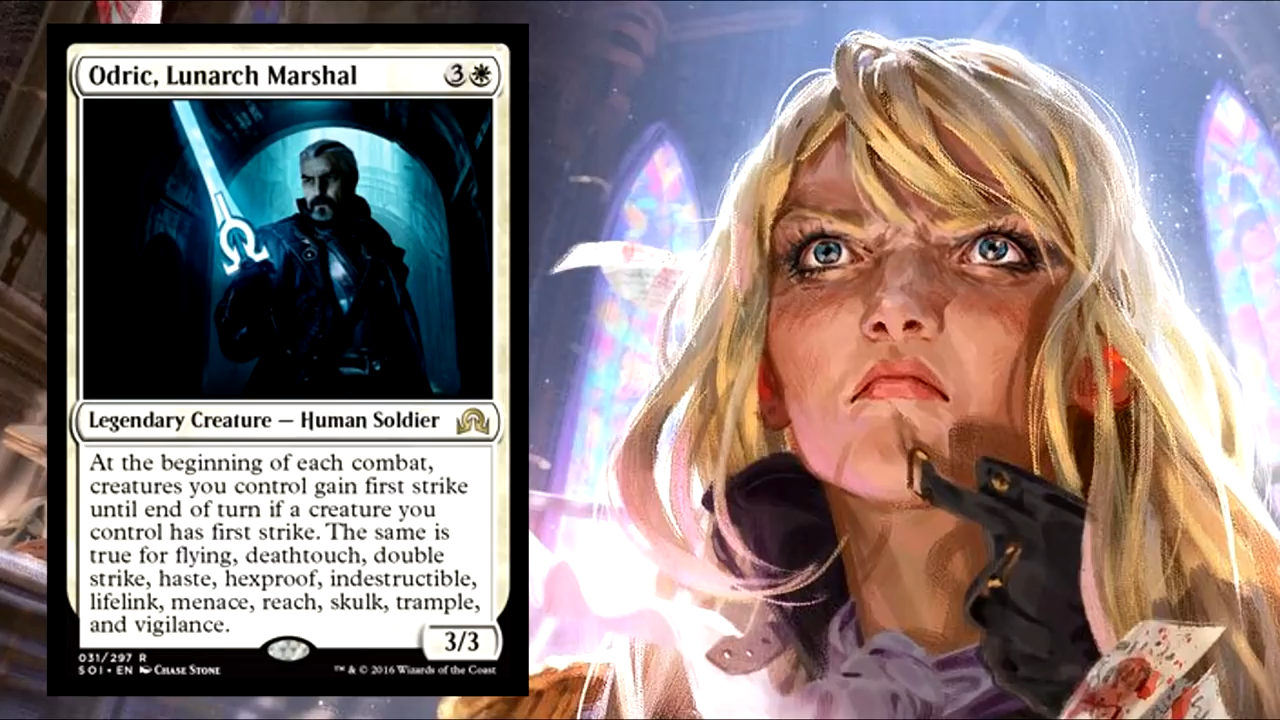 Odric, Lunarch Marshal 3
Legendary Creature — Human Soldier
At the beginning of each combat,
creatures you control gain first strike
until end of turn if a creature you
control has first strike. The same is
true for flying, deathtouch, double
strike, haste, hexproof, indestructible,
lifelink, menace, reach, skulk, trample,
and vigilance.
3/3
031/297 R
SOI • EN Chase Stone
™ & © 2016 Wizards of the Coast